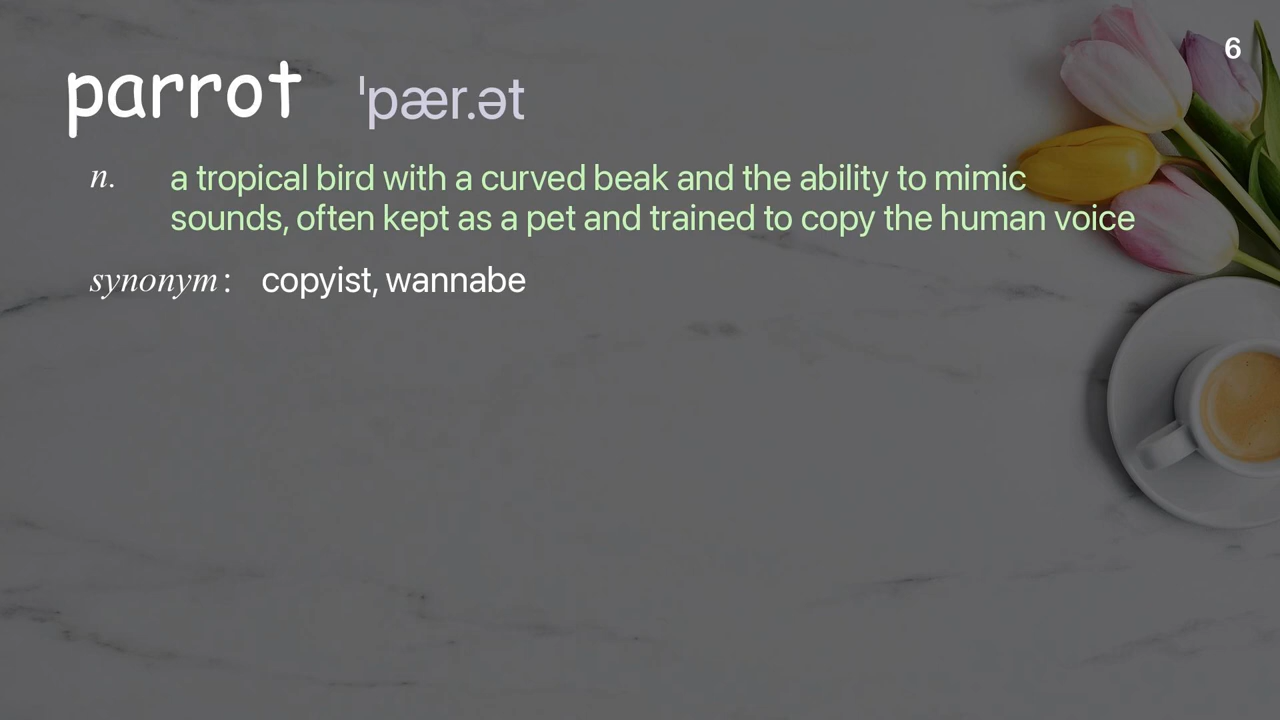 6
parrot ˈpær.ət
n. a tropical bird with a curved beak and the ability to mimic
sounds, often kept as a pet and trained to copy the human voice
synonym: copyist, wannabe